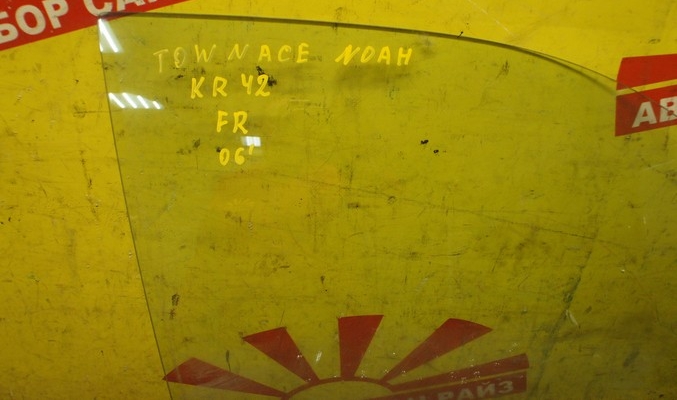 БОР СА
TOWNACE NOAH
KR 42
FR
06'
АВ
РАЙЗ